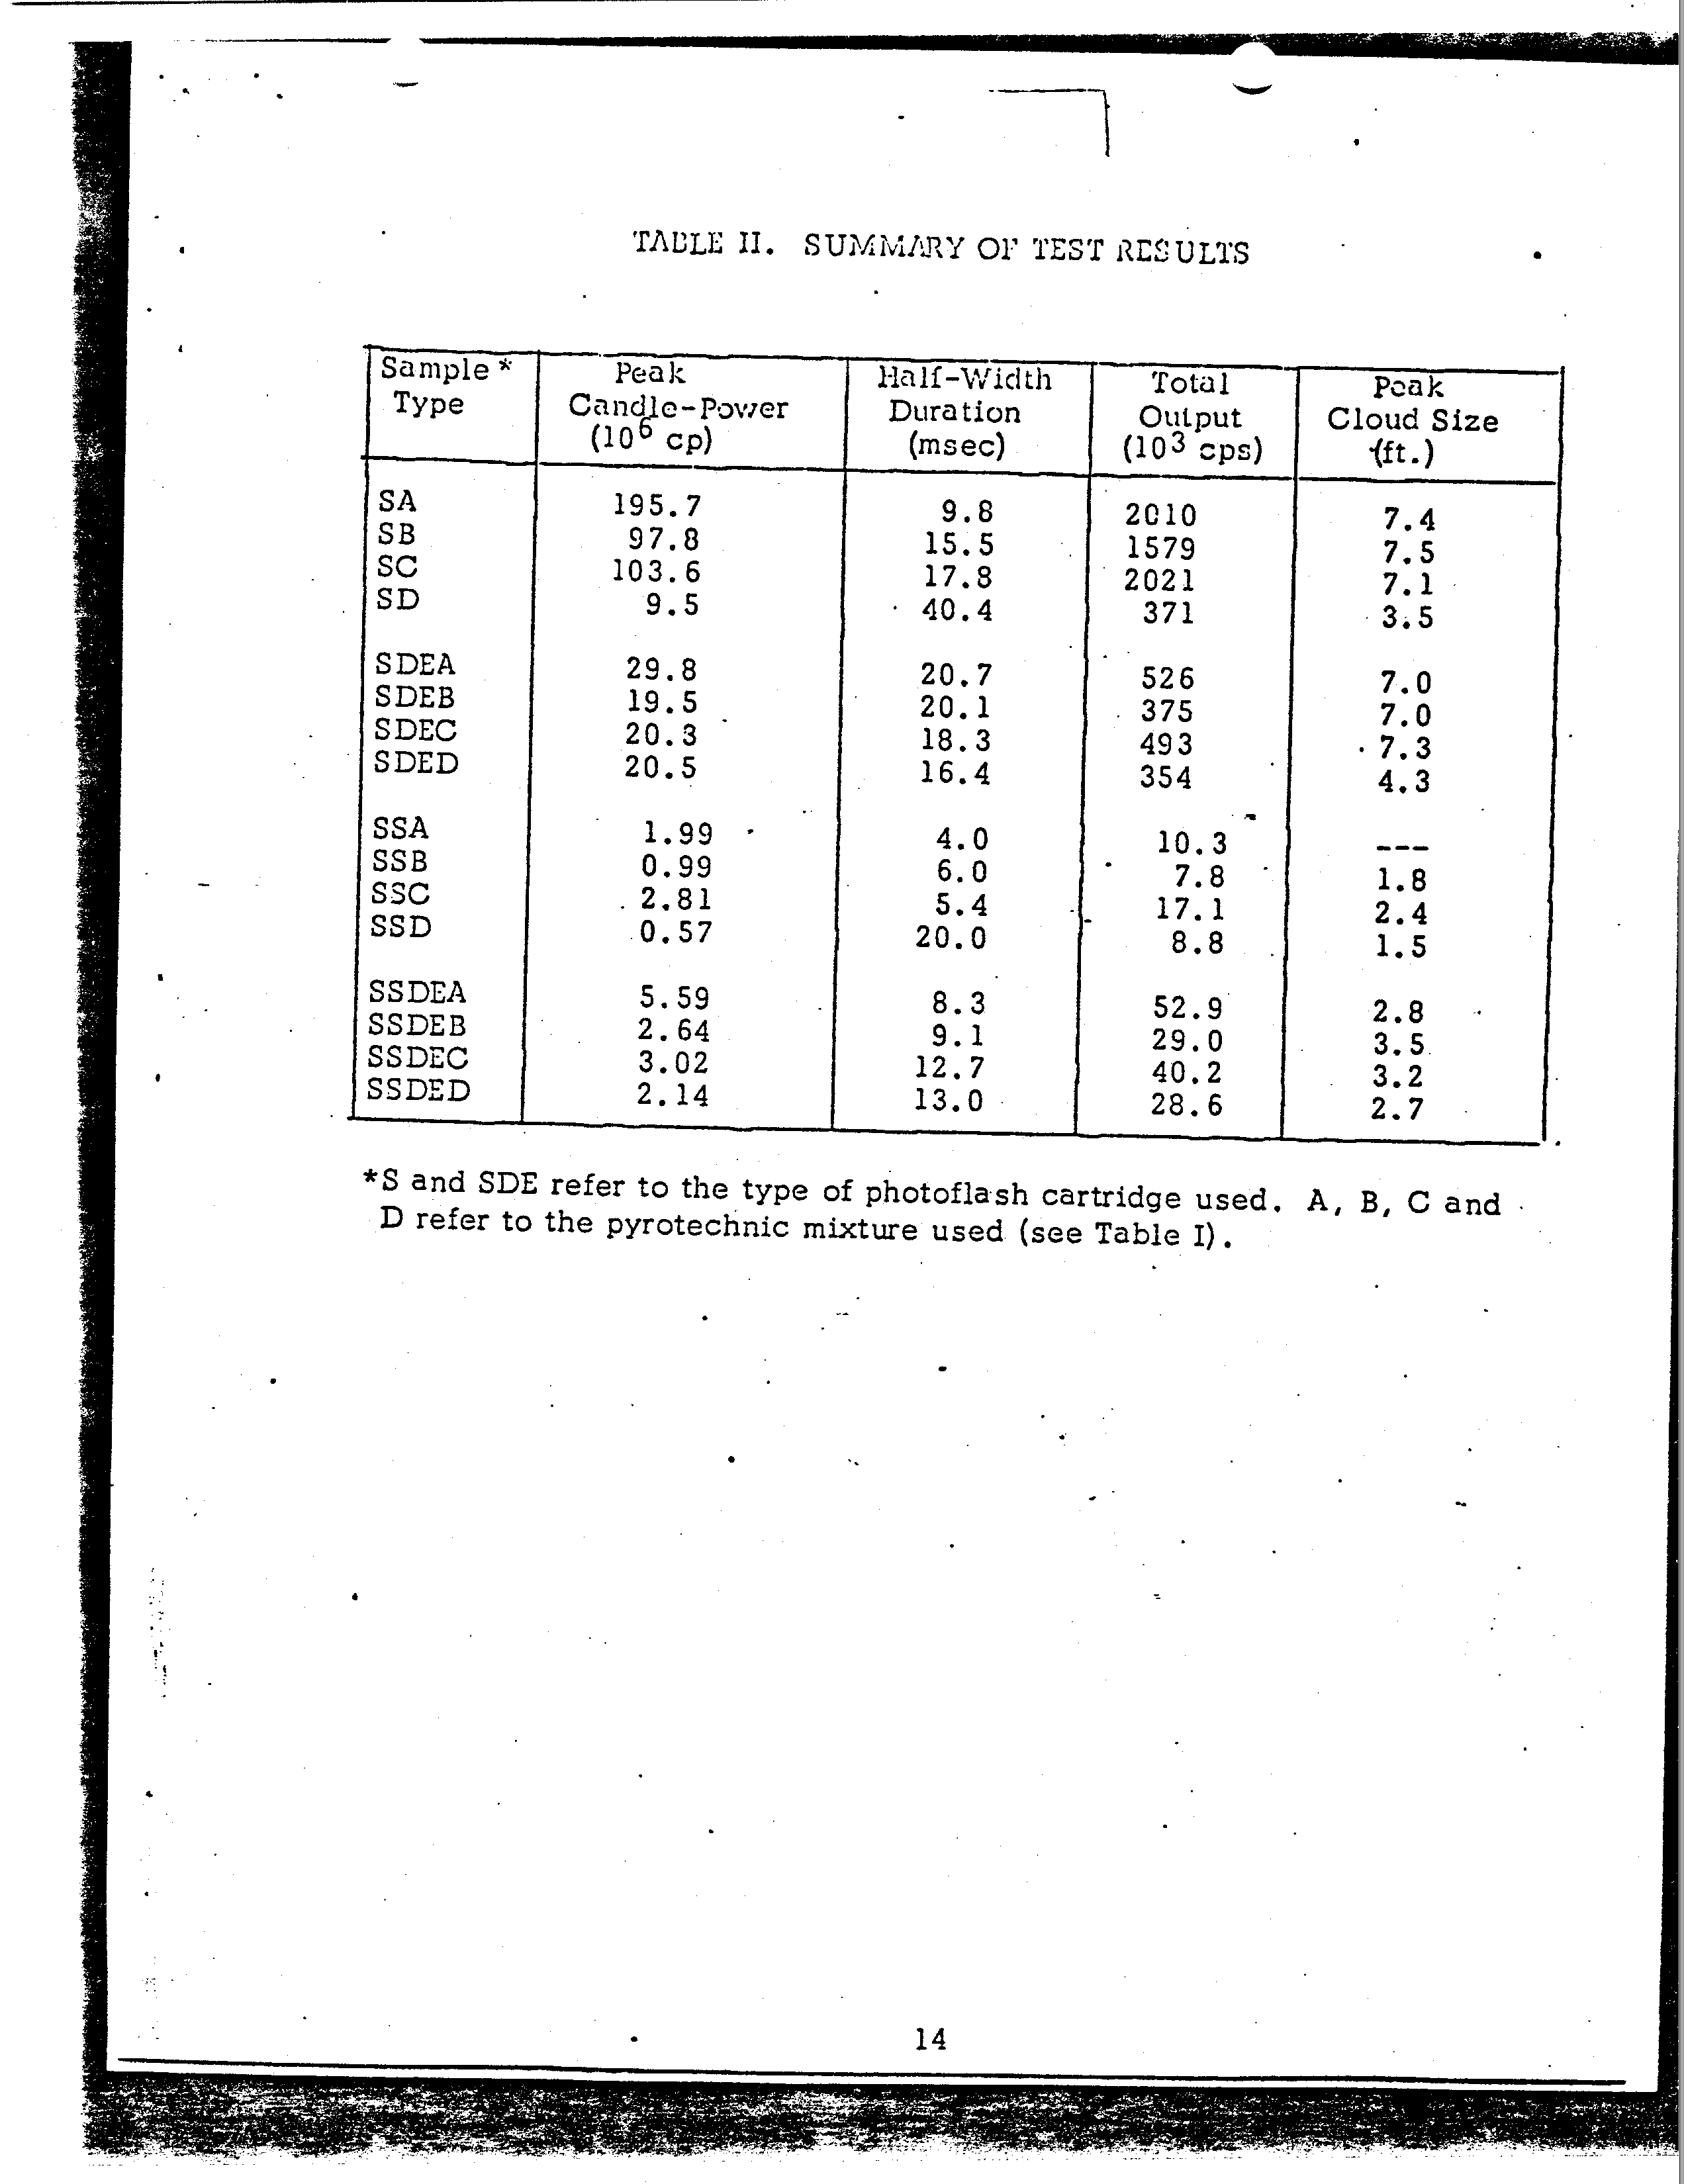 TABLE II. SUMMARY OF TEST RESULTS
Sample* Peak Half-Width Total Peak
Type Candle-Power Duration Output Cloud Size
(10⁶ cp) (msec) (10³ cps) (ft.)
SA 195.7 9.8 2010 7.4
SB 97.8 15.5 1579 7.5
SC 103.6 17.8 2021 7.1
SD 9.5 40.4 371 3.5
SDEA 29.8 20.7 526 7.0
SDEB 19.5 20.1 375 7.0
SDEC 20.3 18.3 493 7.3
SDED 20.5 16.4 354 4.3
SSA 1.99 4.0 10.3 ---
SSB 0.99 6.0 7.8 1.8
SSC 2.81 5.4 17.1 2.4
SSD 0.57 20.0 8.8 1.5
SSDEA 5.59 8.3 52.9 2.8
SSDEB 2.64 9.1 29.0 3.5
SSDEC 3.02 12.7 40.2 3.2
SSDED 2.14 13.0 28.6 2.7
*S and SDE refer to the type of photoflash cartridge used. A, B, C and
D refer to the pyrotechnic mixture used (see Table I).
14